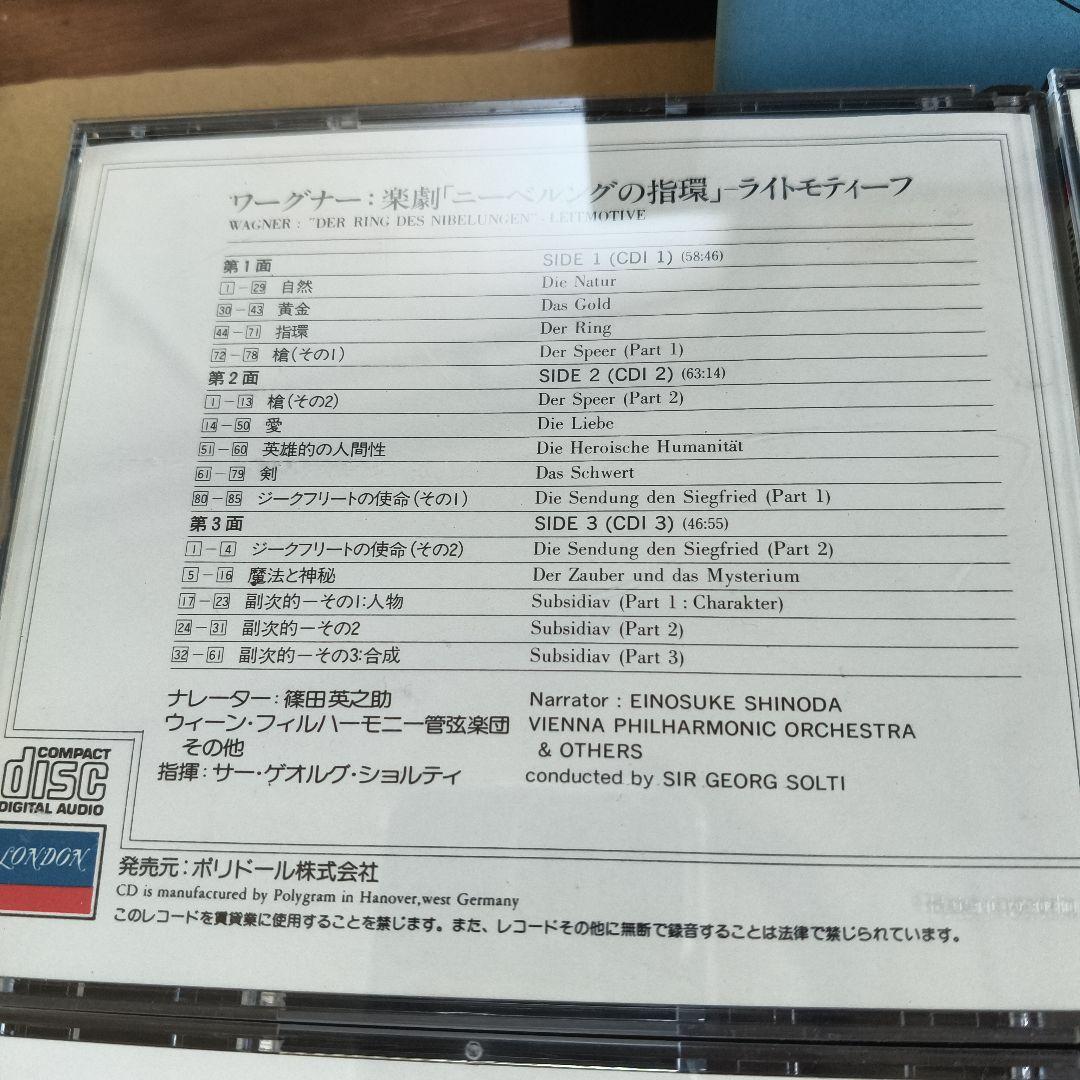 ワーグナー：楽劇「ニーベルングの指環」-ライトモティーフ
WAGNER : "DER RING DES NIBELUNGEN" - LEITMOTIVE
第1面 SIDE 1 (CDI 1) (58:46)
1-29 自然 Die Natur
30-43 黄金 Das Gold
44-71 指環 Der Ring
72-78 槍(その1) Der Speer (Part 1)
第2面 SIDE 2 (CDI 2) (63:14)
1-13 槍(その2) Der Speer (Part 2)
14-50 愛 Die Liebe
51-60 英雄的の人間性 Die Heroische Humanität
61-79 剣 Das Schwert
80-85 ジークフリートの使命(その1) Die Sendung den Siegfried (Part 1)
第3面 SIDE 3 (CDI 3) (46:55)
1-4 ジークフリートの使命(その2) Die Sendung den Siegfried (Part 2)
5-16 魔法と神秘 Der Zauber und das Mysterium
17-23 副次的-その1:人物 Subsidiav (Part 1 : Charakter)
24-31 副次的-その2 Subsidiav (Part 2)
32-61 副次的-その3:合成 Subsidiav (Part 3)
ナレーター：篠田英之助 Narrator : EINOSUKE SHINODA
ウィーン・フィルハーモニー管弦楽団 VIENNA PHILHARMONIC ORCHESTRA
その他 & OTHERS
指揮：サー・ゲオルグ・ショルティ conducted by SIR GEORG SOLTI
COMPACT
disc
DIGITAL AUDIO
LONDON
発売元：ポリドール株式会社
CD is manufactured by Polygram in Hanover,west Germany
このレコードを賃貸業に使用することを禁じます。また、レコードその他に無断で録音することは法律で禁じられています。